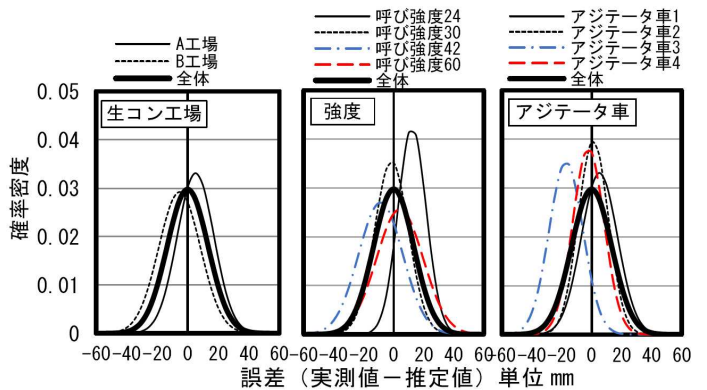 A工場
B工場
全体
呼び強度24
呼び強度30
呼び強度42
呼び強度60
全体
アジテータ車1
アジテータ車2
アジテータ車3
アジテータ車4
全体
生コン工場
強度
アジテータ車
確率密度
0.05
0.04
0.03
0.02
0.01
0
-60-40-20 0 20 40 60
-60-40-20 0 20 40 60
-60-40-20 0 20 40 60
誤差（実測値－推定値）単位mm